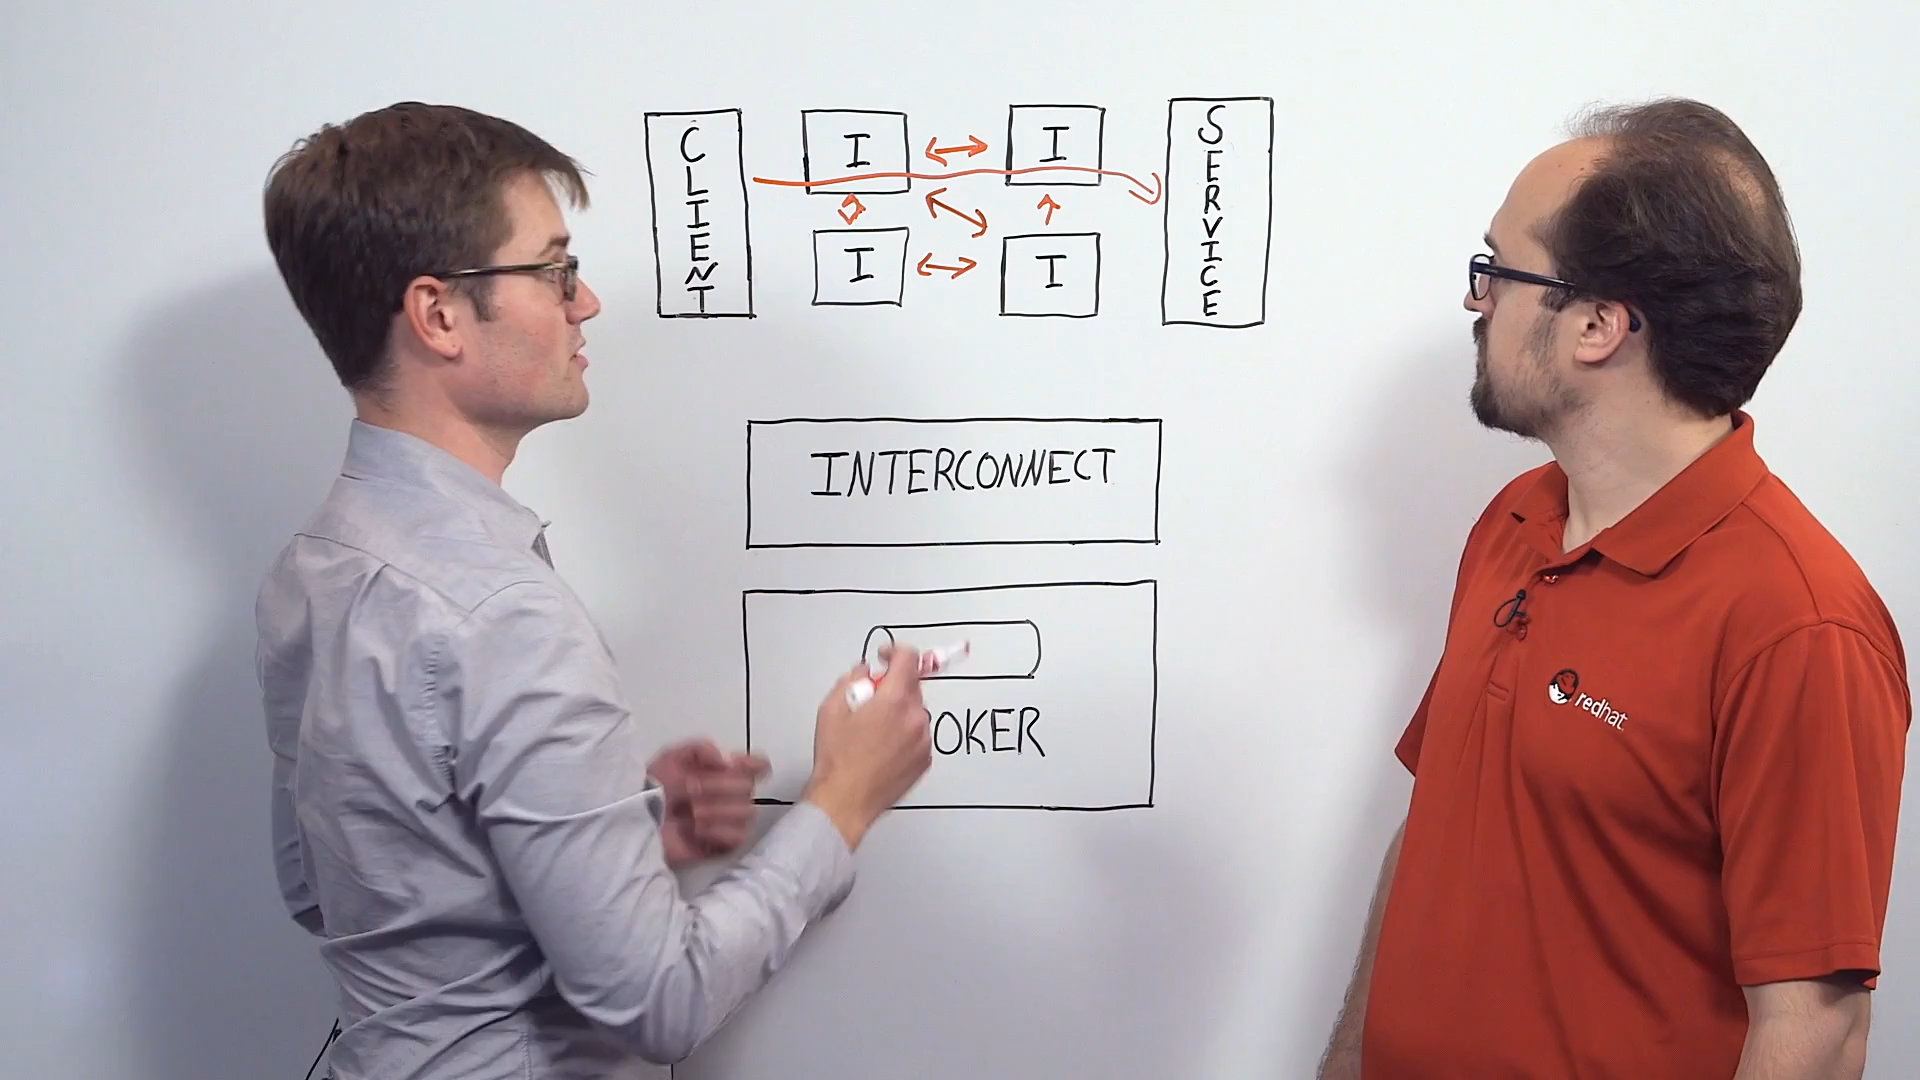 CLIENT
I
I
SERVICE
I
I
INTERCONNECT
OKER
redhat.